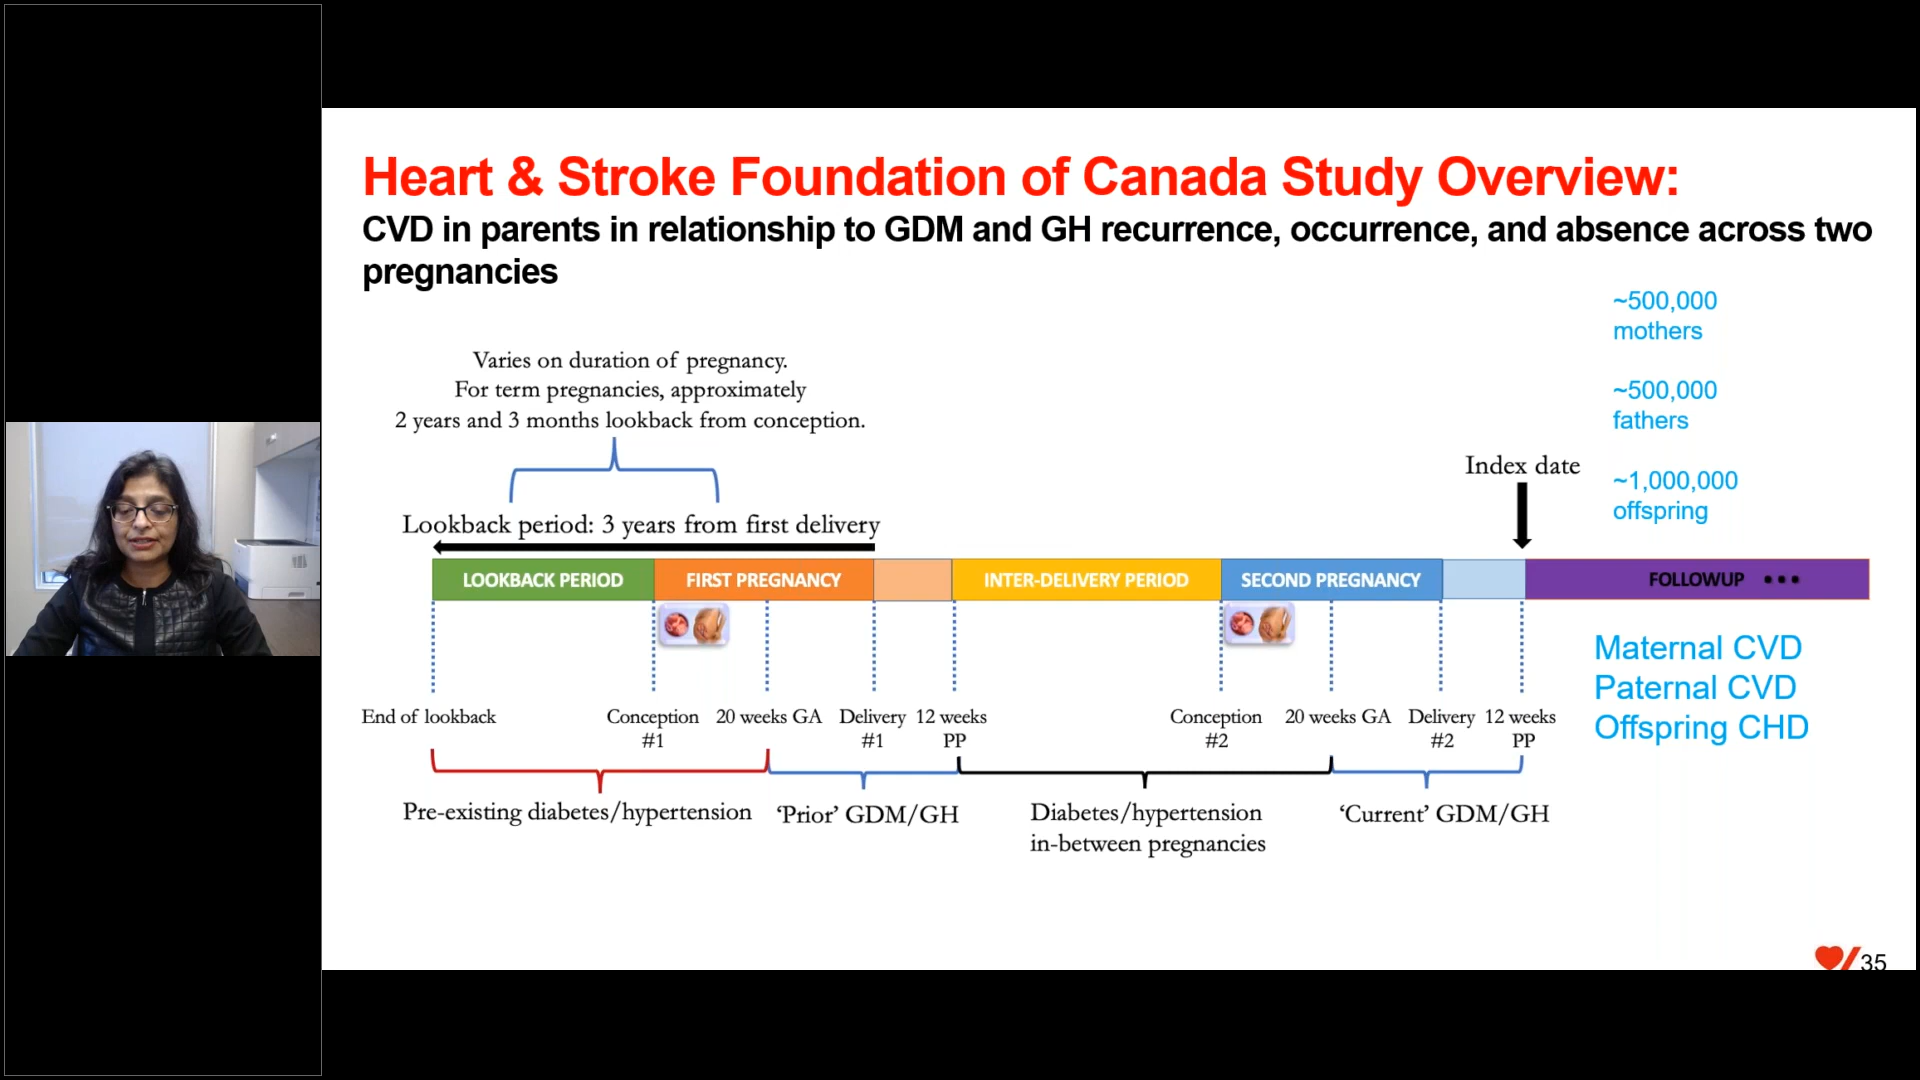 Heart & Stroke Foundation of Canada Study Overview:
CVD in parents in relationship to GDM and GH recurrence, occurrence, and absence across two
pregnancies
~500,000
mothers
~500,000
fathers
~1,000,000
offspring
Varies on duration of pregnancy.
For term pregnancies, approximately
2 years and 3 months lookback from conception.
Index date
Lookback period: 3 years from first delivery
LOOKBACK PERIOD
FIRST PREGNANCY
INTER-DELIVERY PERIOD
SECOND PREGNANCY
FOLLOWUP •••
End of lookback
Conception
#1
20 weeks GA
Delivery
#1
12 weeks
PP
Conception
#2
20 weeks GA
Delivery
#2
12 weeks
PP
Maternal CVD
Paternal CVD
Offspring CHD
Pre-existing diabetes/hypertension
‘Prior’ GDM/GH
Diabetes/hypertension
in-between pregnancies
‘Current’ GDM/GH
35